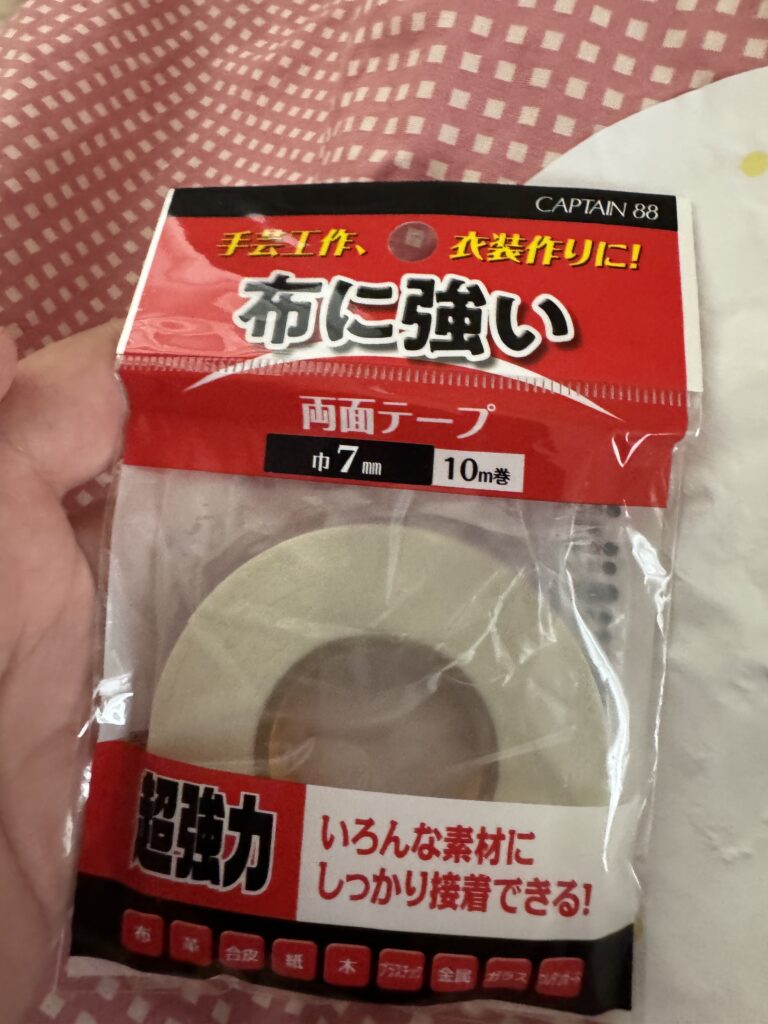 CAPTAIN 88
手芸工作、衣装作りに!
布に強い
両面テープ
巾7mm 10m巻
超強力
いろんな素材に
しっかり接着できる!
布 革 合皮 紙 木 プラスチック 金属 ガラス